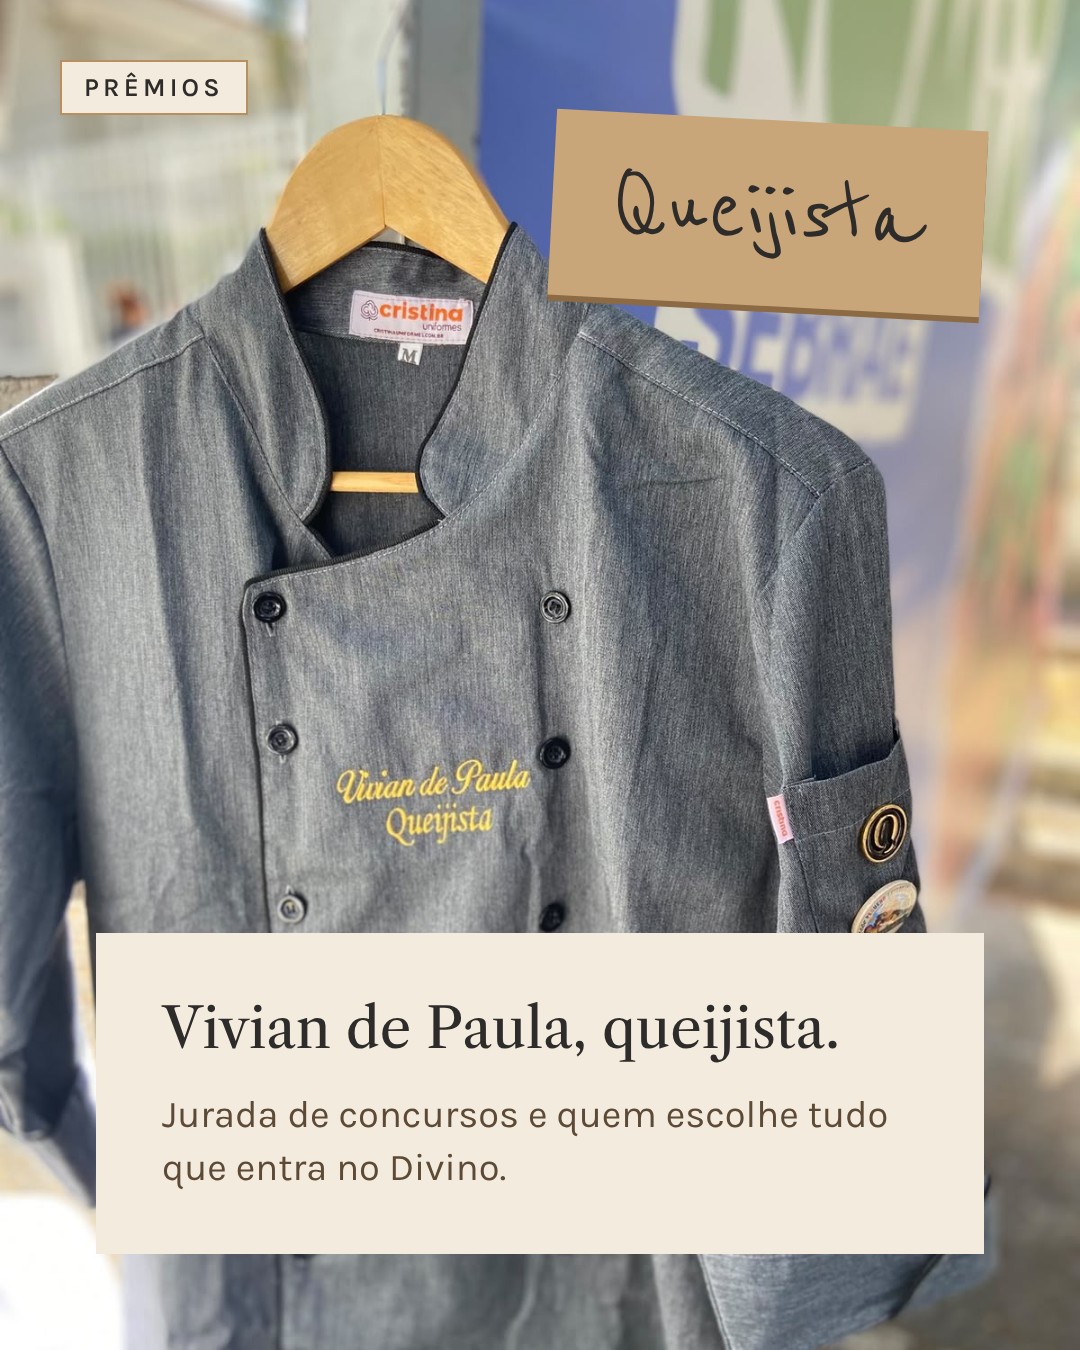 PRÊMIOS
Queijista
cristina
uniformes
M
Vivian de Paula
Queijista
cristina
Q
Vivian de Paula, queijista.
Jurada de concursos e quem escolhe tudo
que entra no Divino.